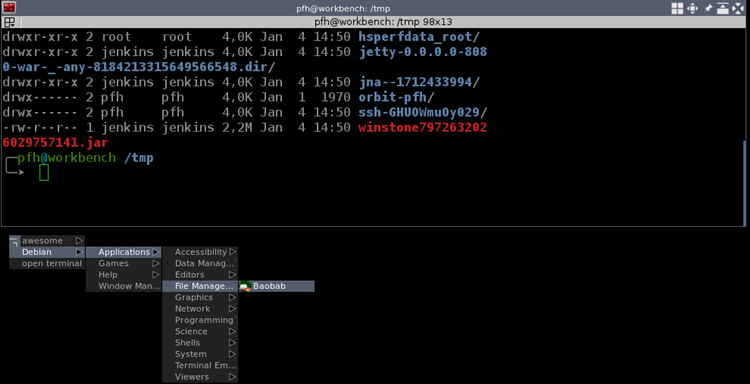 pfh@workbench: /tmp
pfh@workbench: /tmp 98x13
drwxr-xr-x 2 root    root    4,0K Jan  4 14:50 hsperfdata_root/
drwxr-xr-x 2 jenkins jenkins 4,0K Jan  4 14:50 jetty-0.0.0.0-808
0-war-_-any-8184213315649566548.dir/
drwxr-xr-x 2 jenkins jenkins 4,0K Jan  4 14:50 jna--1712433994/
drwx------ 2 pfh     pfh     4,0K Jan  1  1970 orbit-pfh/
drwx------ 2 pfh     pfh     4,0K Jan  4 14:50 ssh-GHUOWmuOy029/
-rw-r--r-- 1 jenkins jenkins 2,2M Jan  4 14:50 winstone797263202
6029757141.jar
pfh@workbench /tmp
awesome
Debian
open terminal
Applications
Games
Help
Window Man...
Accessibility
Data Manag...
Editors
File Manage...
Graphics
Network
Programming
Science
Shells
System
Terminal Em...
Viewers
Baobab